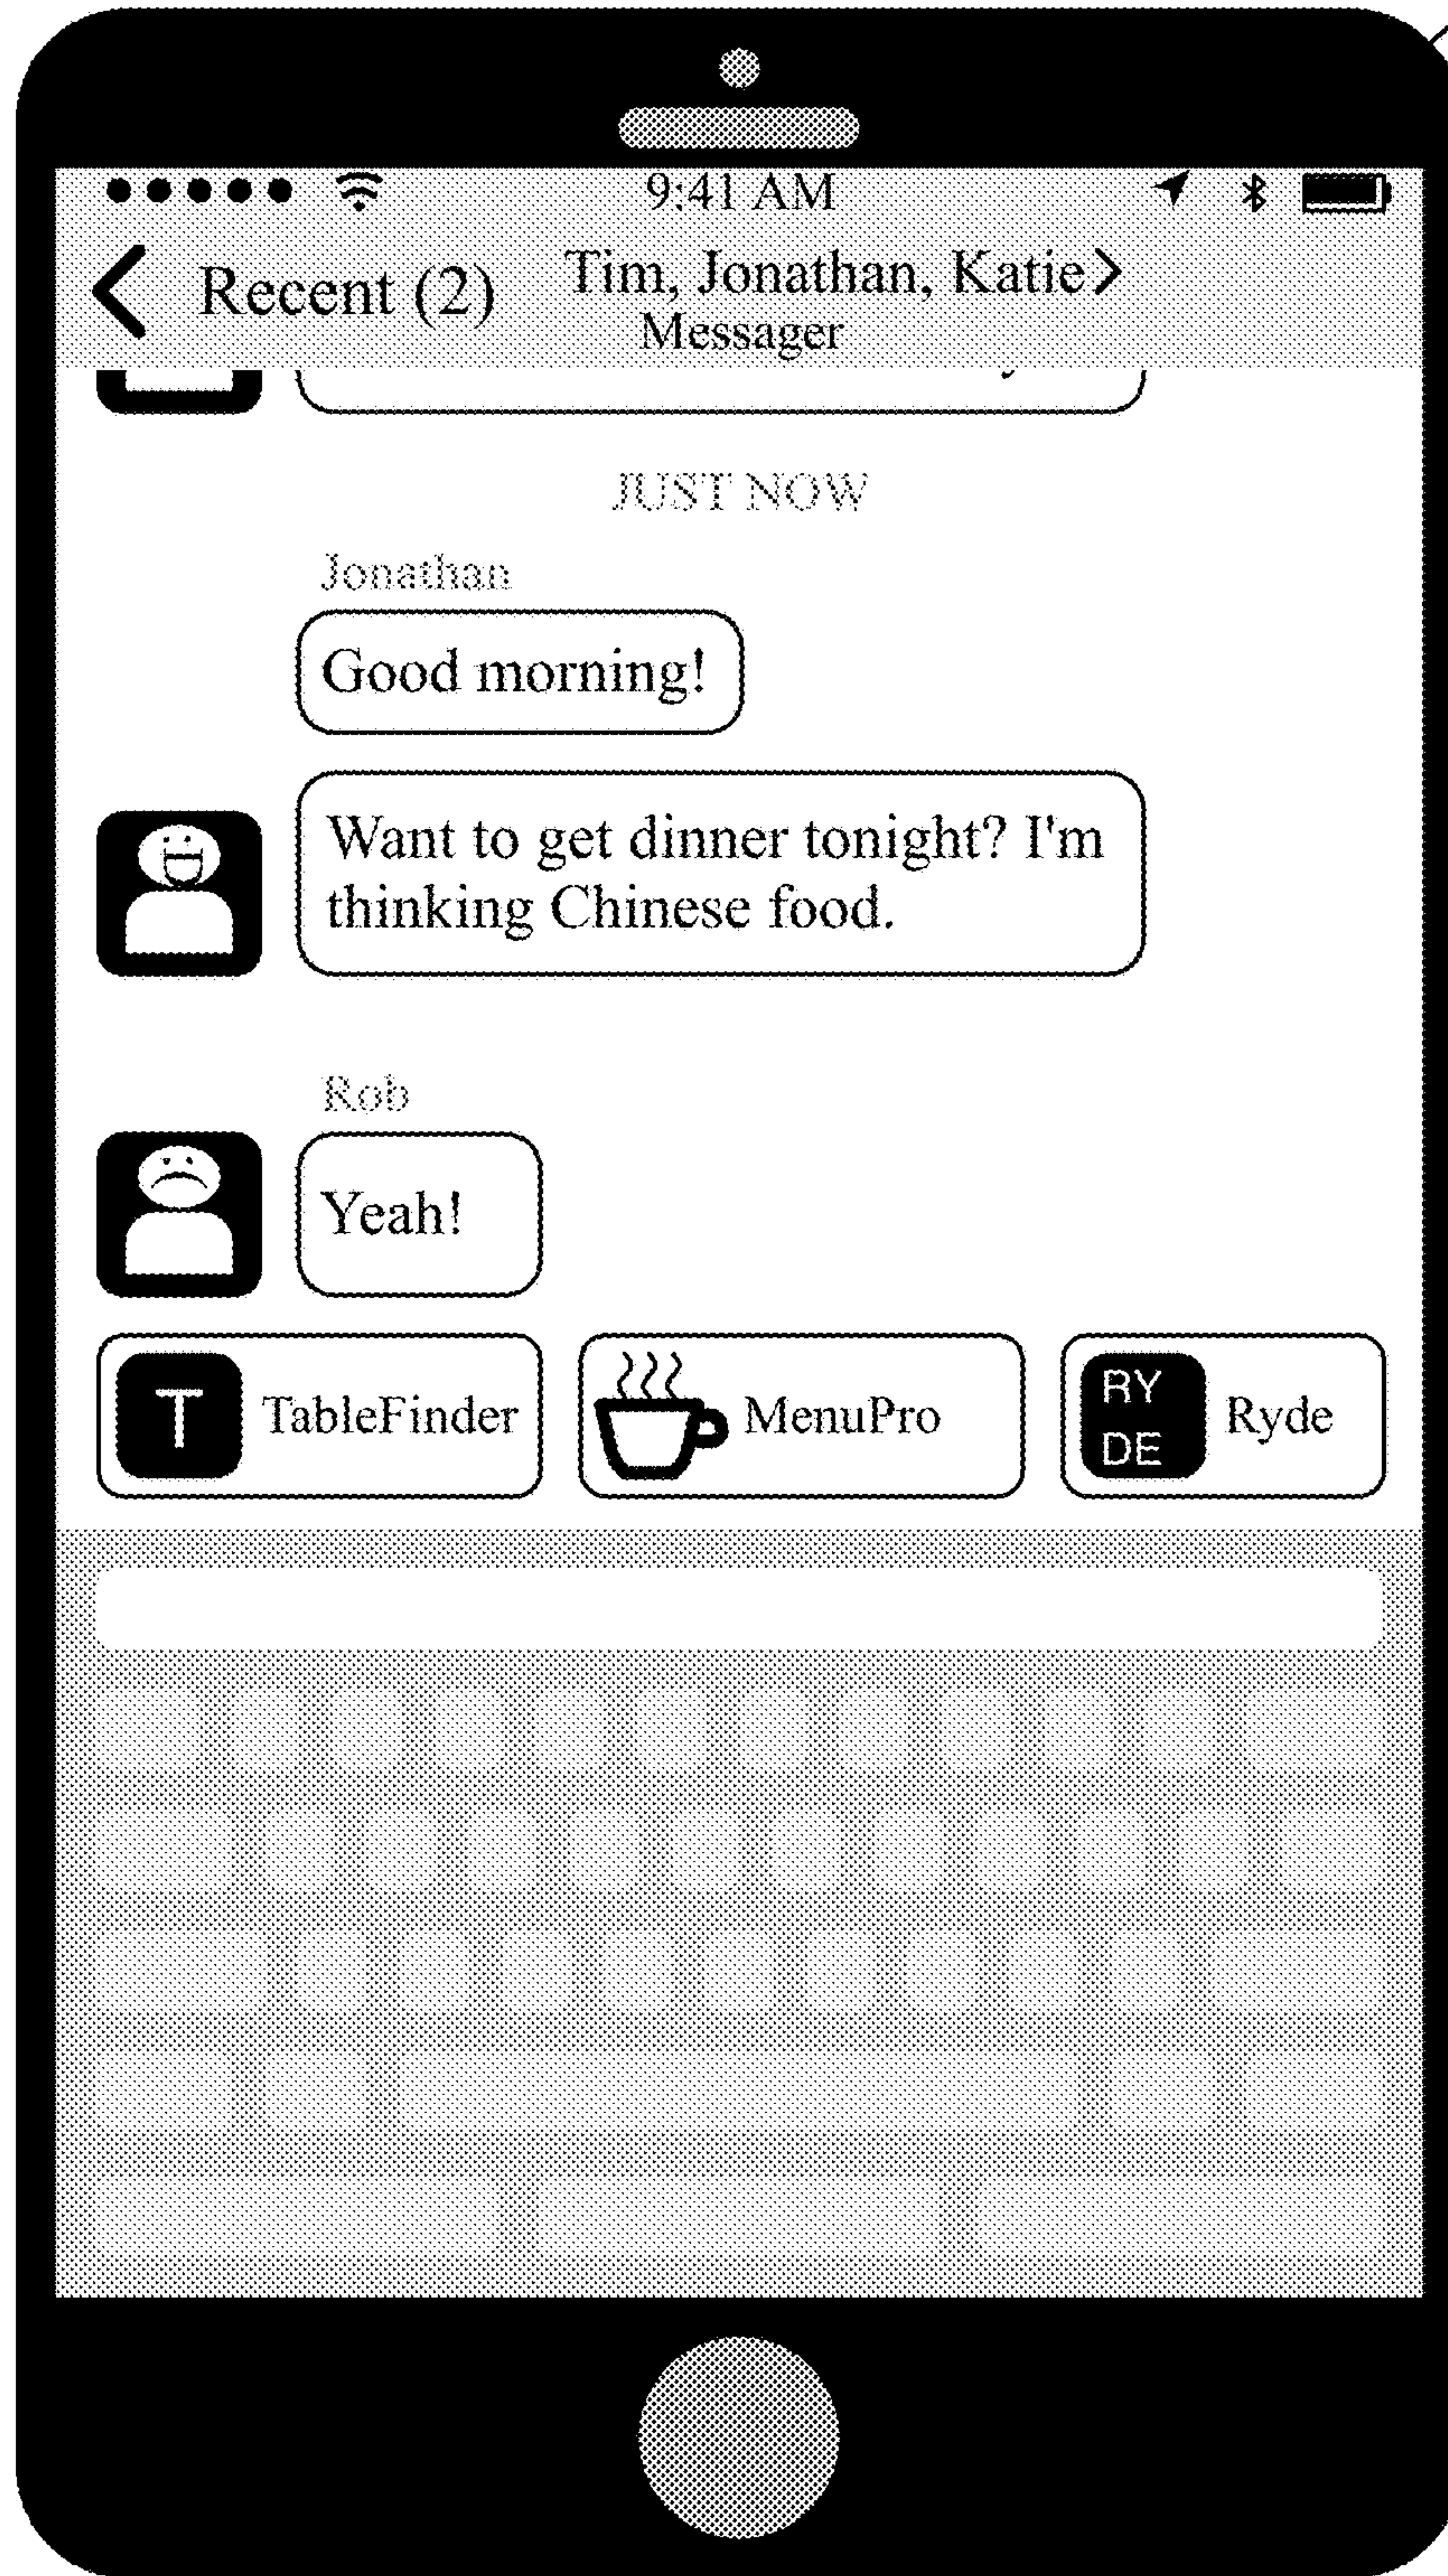 9:41 AM
Recent (2)
Tim, Jonathan, Katie
Messager
JUST NOW
Jonathan
Good morning!
Want to get dinner tonight? I'm
thinking Chinese food.
Rob
Yeah!
T TableFinder
MenuPro
RY
DE
Ryde